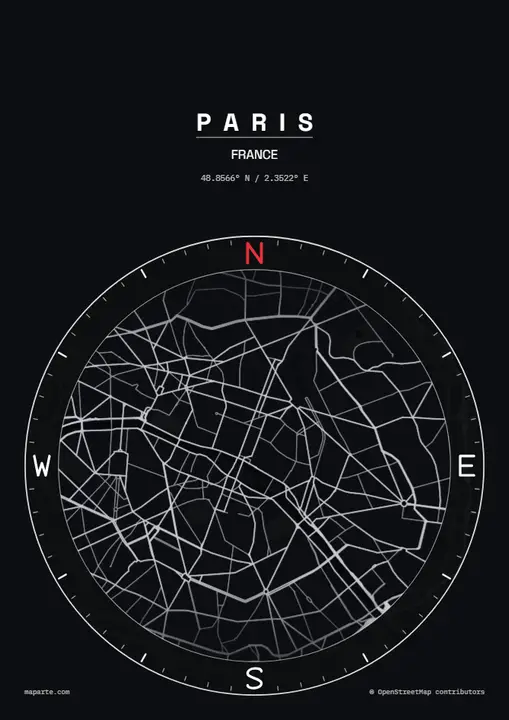 PARIS
FRANCE
48.8566° N / 2.3522° E
N
W
E
S
maparte.com
© OpenStreetMap contributors